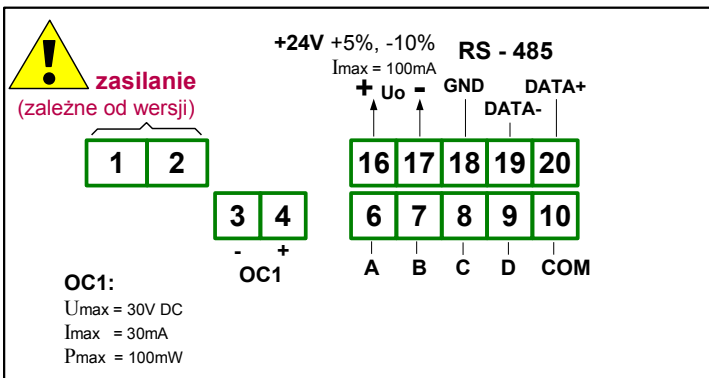 zasilanie
(zależne od wersji)
+24V +5%, -10%
Imax = 100mA
+ Uo -
RS - 485
GND DATA+
DATA-
1 2
16 17 18 19 20
3 4
6 7 8 9 10
- +
OC1
A B C D COM
OC1:
Umax = 30V DC
Imax = 30mA
Pmax = 100mW